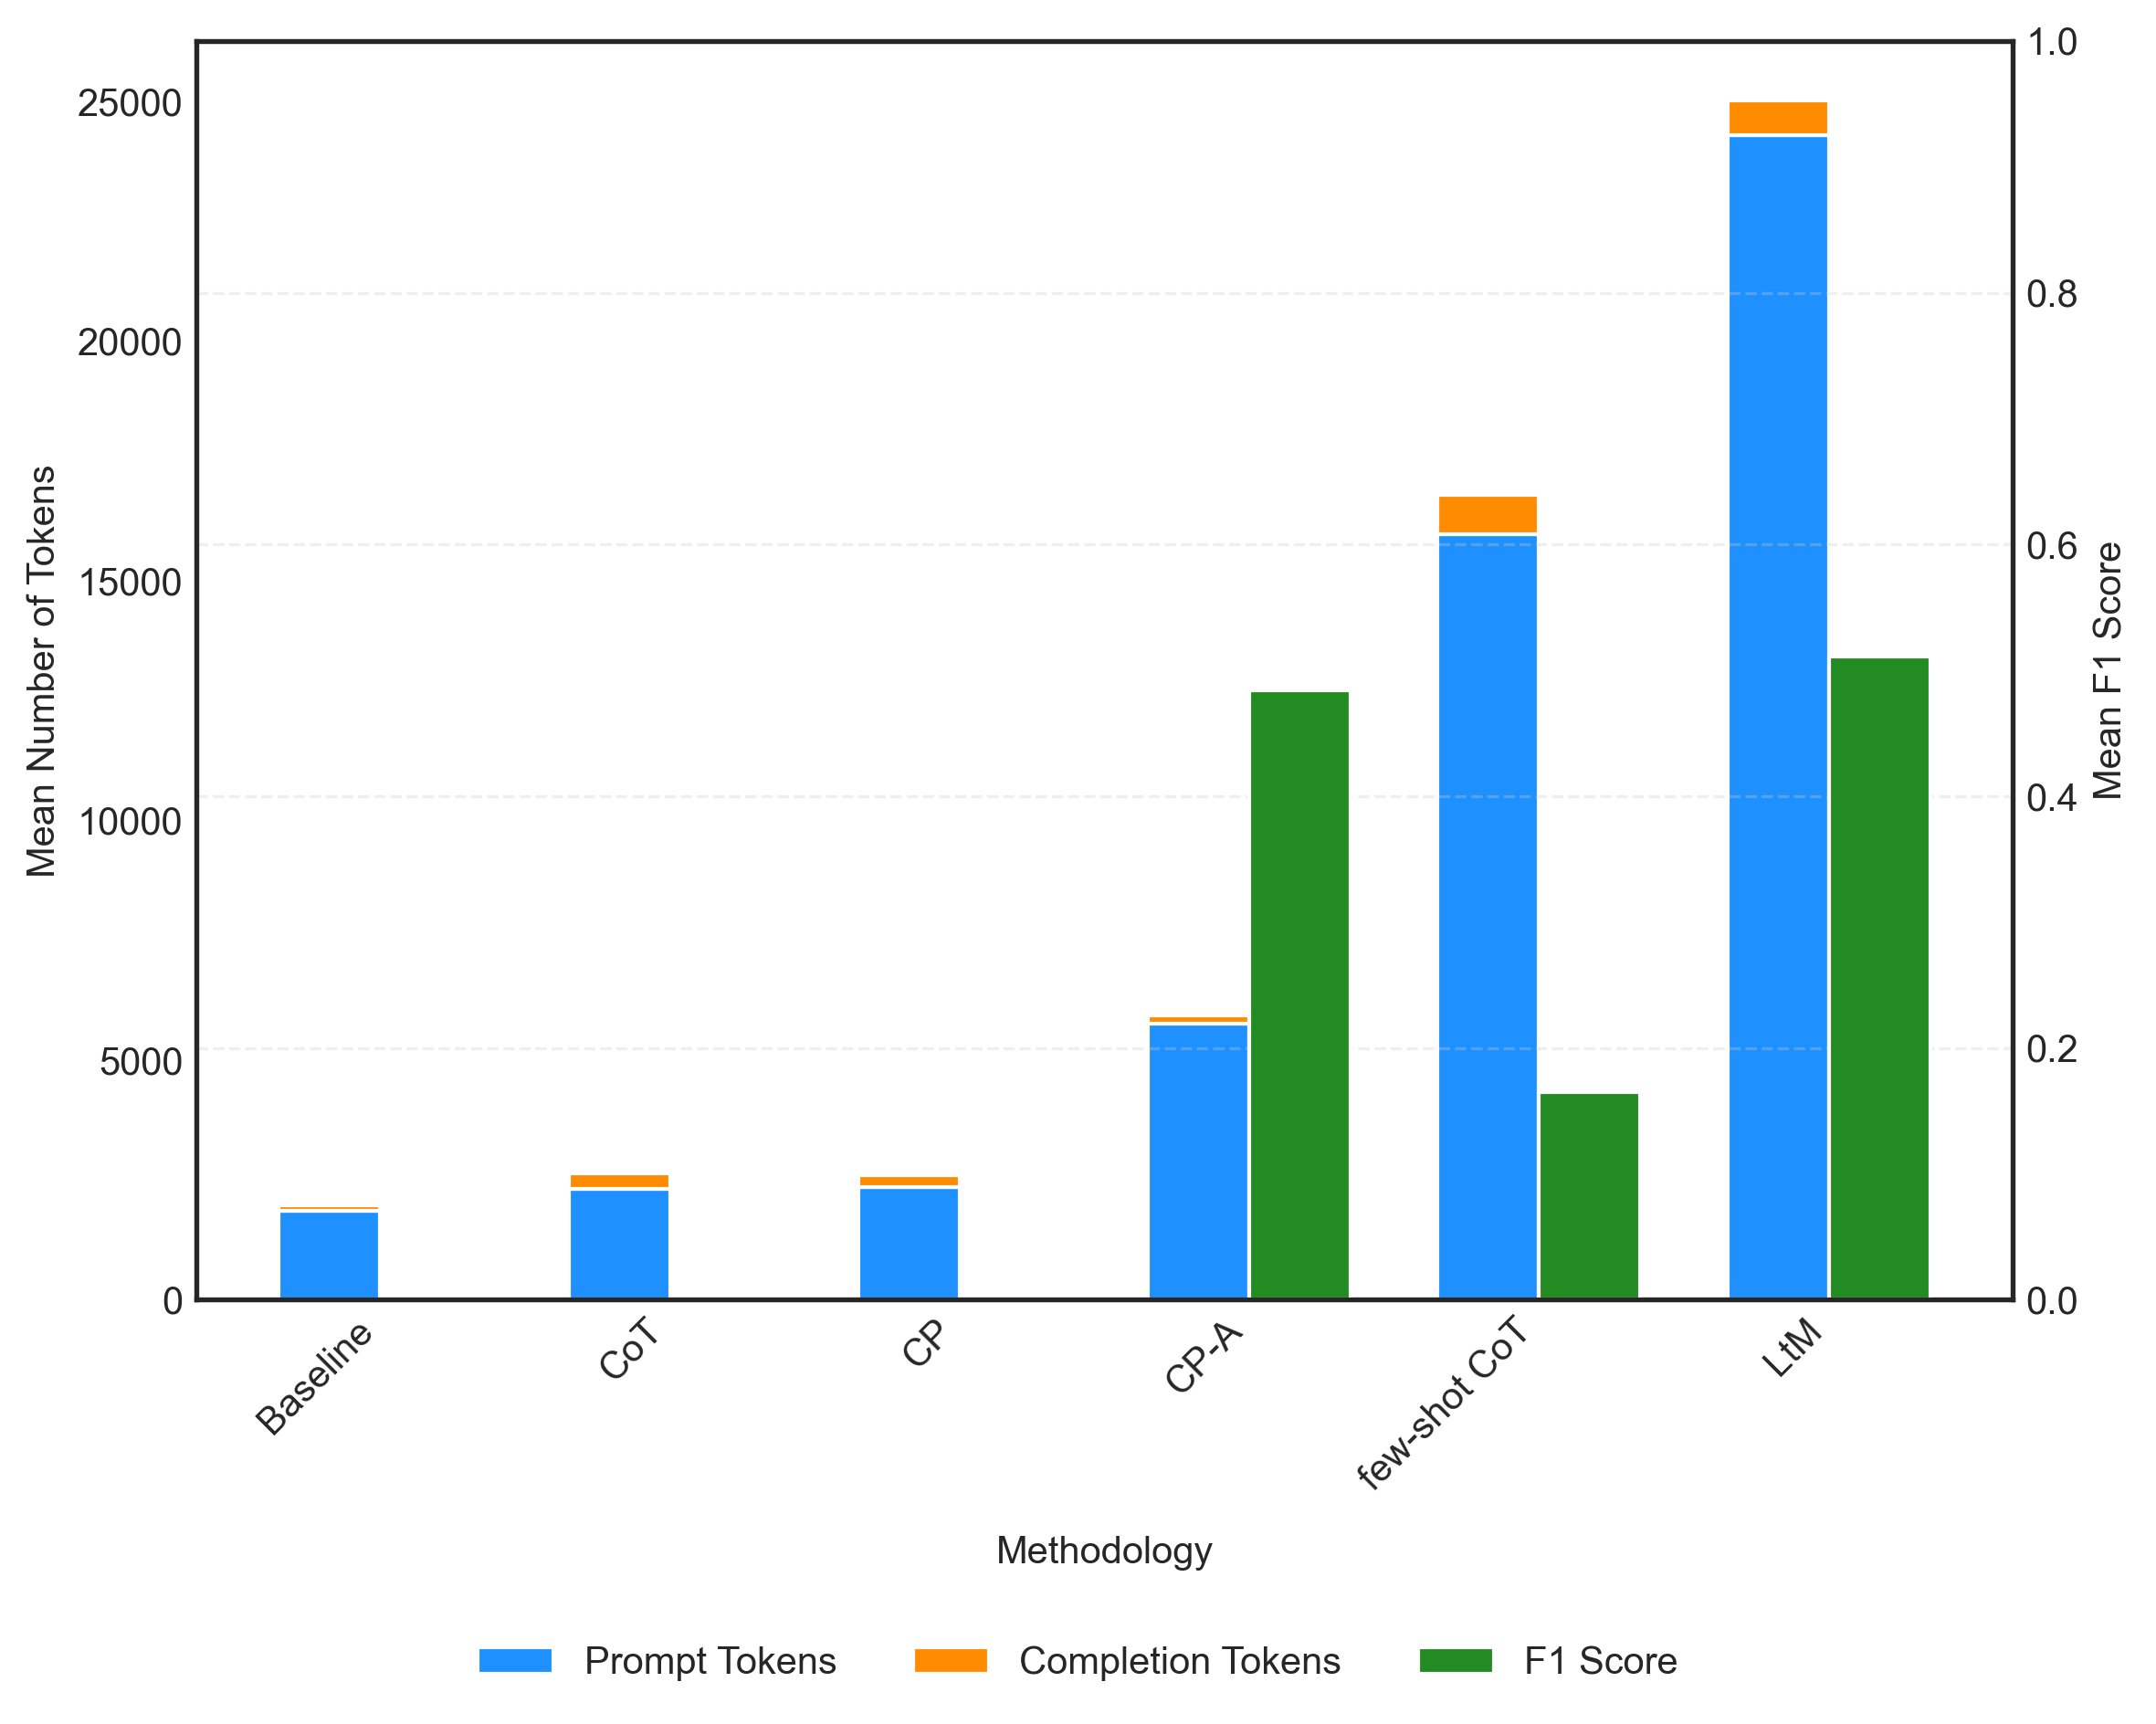 Mean Number of Tokens
25000
20000
15000
10000
5000
0
1.0
0.8
0.6
0.4
0.2
0.0
Mean F1 Score
Baseline
CoT
CP
CP-A
few-shot CoT
LtM
Methodology
Prompt Tokens
Completion Tokens
F1 Score